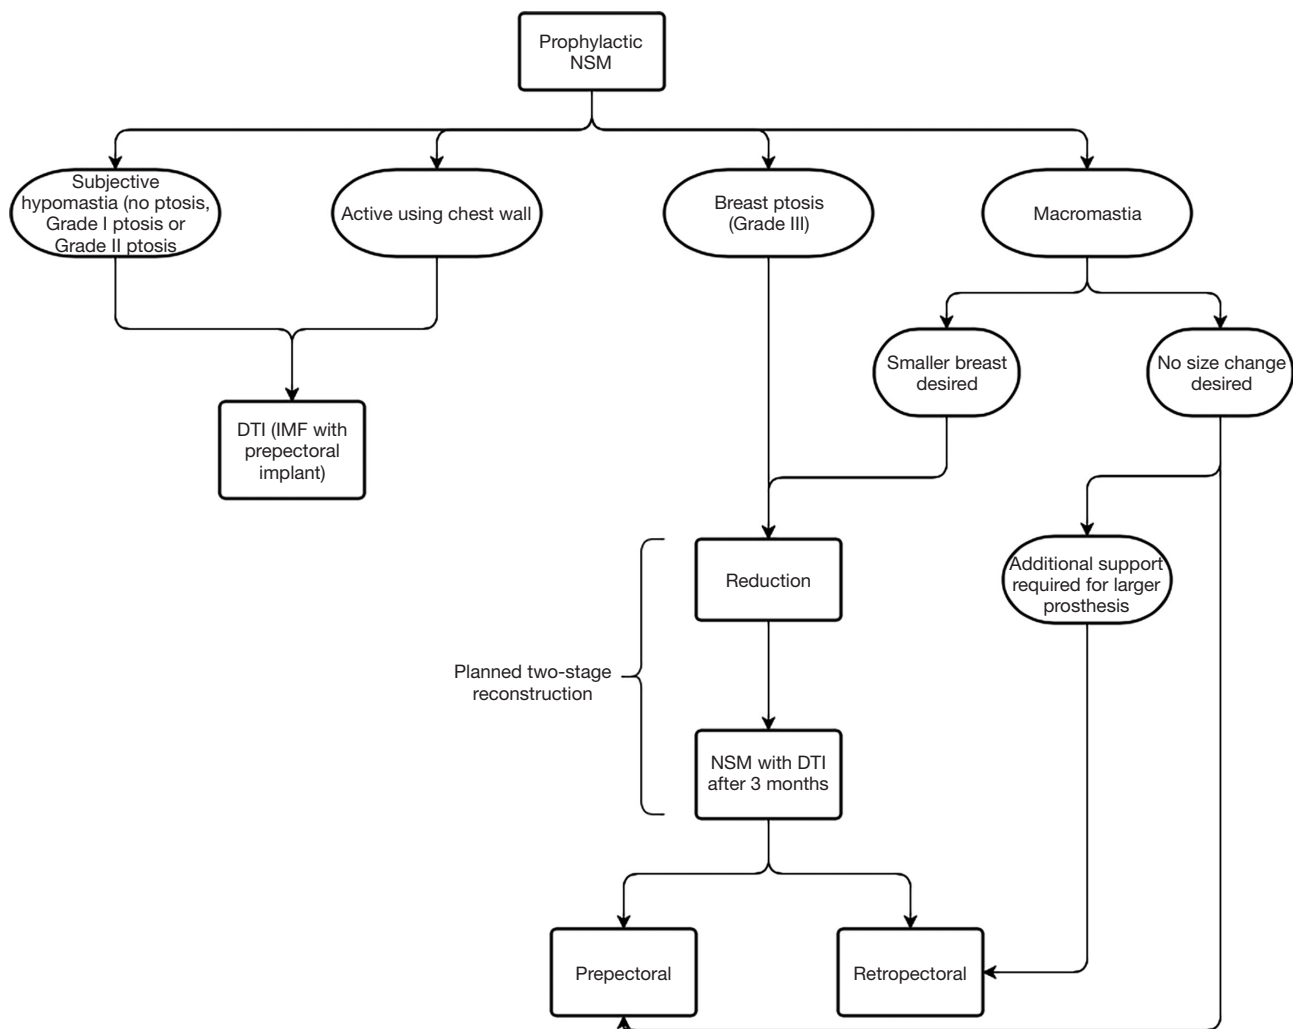 Prophylactic
NSM
Subjective
hypomastia (no ptosis,
Grade I ptosis or
Grade II ptosis
Active using chest wall
Breast ptosis
(Grade III)
Macromastia
Smaller breast
desired
No size change
desired
DTI (IMF with
prepectoral
implant)
Reduction
Additional support
required for larger
prosthesis
Planned two-stage
reconstruction
NSM with DTI
after 3 months
Prepectoral
Retropectoral